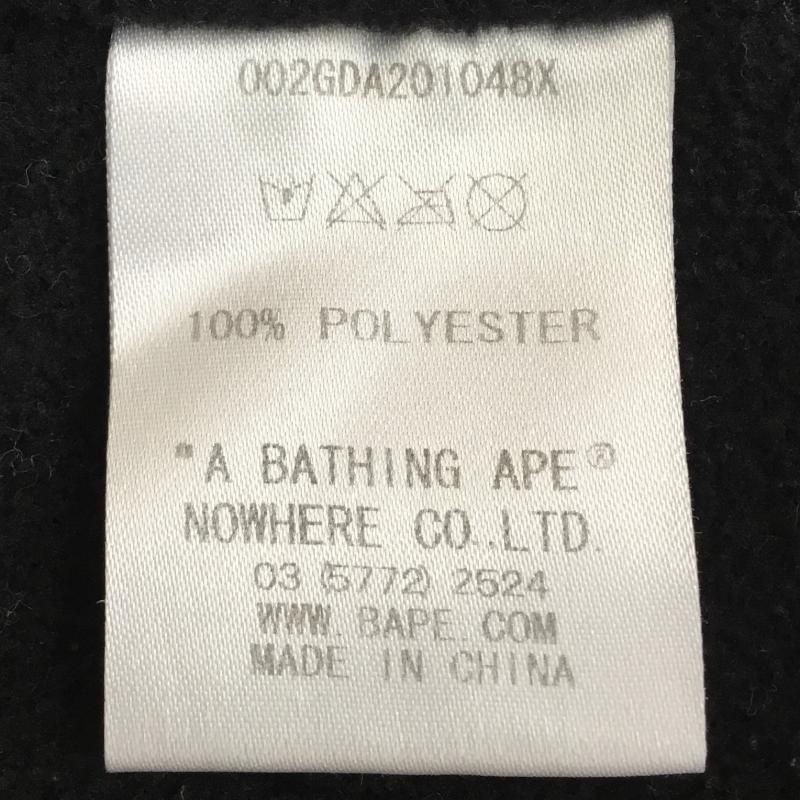 002GDA201048X
100% POLYESTER
"A BATHING APE®
NOWHERE CO.,LTD.
03 (5772) 2524
WWW. BAPE. COM
MADE IN CHINA